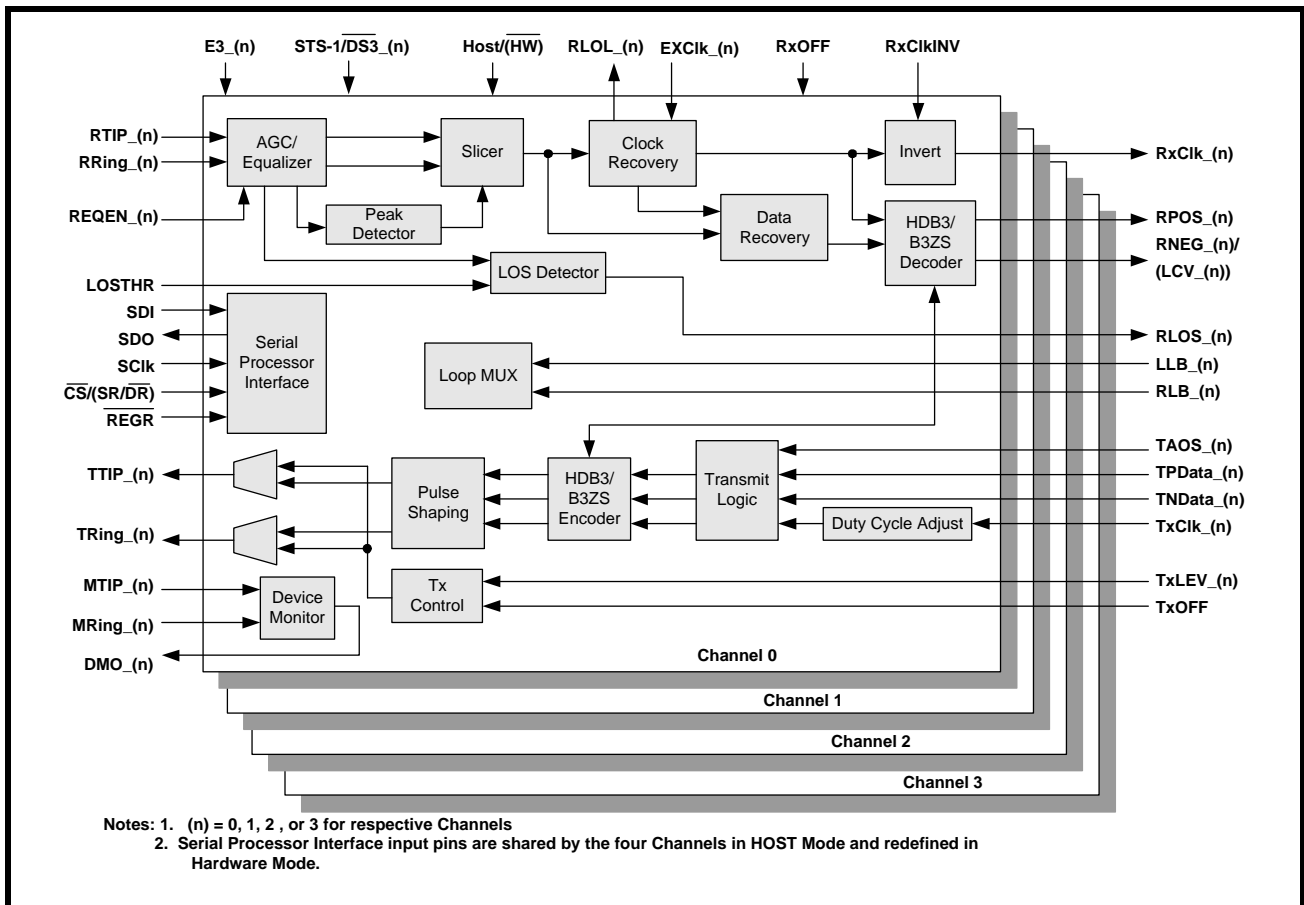 E3_(n)
STS-1/DS3_(n)
Host/(HW)
RLOL_(n)
EXClk_(n)
RxOFF
RxClkINV
RTIP_(n)
RRing_(n)
REQEN_(n)
LOSTHR
SDI
SDO
SClk
CS/(SR/DR)
REGR
TTIP_(n)
TRing_(n)
MTIP_(n)
MRing_(n)
DMO_(n)
AGC/
Equalizer
Slicer
Clock
Recovery
Invert
Peak
Detector
Data
Recovery
HDB3/
B3ZS
Decoder
LOS Detector
Serial
Processor
Interface
Loop MUX
Pulse
Shaping
HDB3/
B3ZS
Encoder
Transmit
Logic
Duty Cycle Adjust
Tx
Control
Device
Monitor
RxClk_(n)
RPOS_(n)
RNEG_(n)/
(LCV_(n))
RLOS_(n)
LLB_(n)
RLB_(n)
TAOS_(n)
TPData_(n)
TNData_(n)
TxClk_(n)
TxLEV_(n)
TxOFF
Channel 0
Channel 1
Channel 2
Channel 3
Notes: 1. (n) = 0, 1, 2 , or 3 for respective Channels
2. Serial Processor Interface input pins are shared by the four Channels in HOST Mode and redefined in
Hardware Mode.